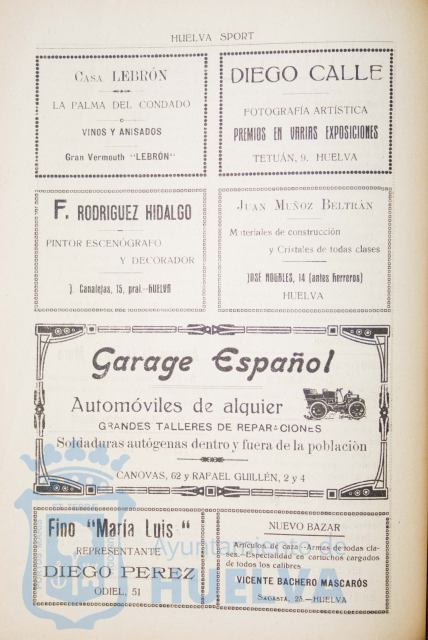 HUELVA SPORT
CASA LEBRÓN
LA PALMA DEL CONDADO
VINOS Y ANISADOS
Gran Vermouth "LEBRÓN"
DIEGO CALLE
FOTOGRAFÍA ARTÍSTICA
PREMIOS EN VARIAS EXPOSICIONES
TETUÁN, 9. HUELVA
F. RODRIGUEZ HIDALGO
PINTOR ESCENÓGRAFO
Y DECORADOR
J. Canalejas, 15, pral.-HUELVA
JUAN MUÑOZ BELTRÁN
Materiales de construcción
y Cristales de todas clases
JOSÉ NOGALES, 14 (antes Herreros)
HUELVA
Garage Español
Automóviles de alquier
GRANDES TALLERES DE REPARACIONES
Soldaduras autógenas dentro y fuera de la población
CANOVAS, 62 y RAFAEL GUILLÉN, 2 y 4
Fino "María Luis"
REPRESENTANTE
DIEGO PEREZ
ODIEL, 51
NUEVO BAZAR
Artículos de caza.-Armas de todas cla-
ses.-Especialidad en cartuchos cargados
de todos los calibres
VICENTE BACHERO MASCARÓS
SAGASTA, 25-HUELVA
Ayuntamiento de
HUELVA